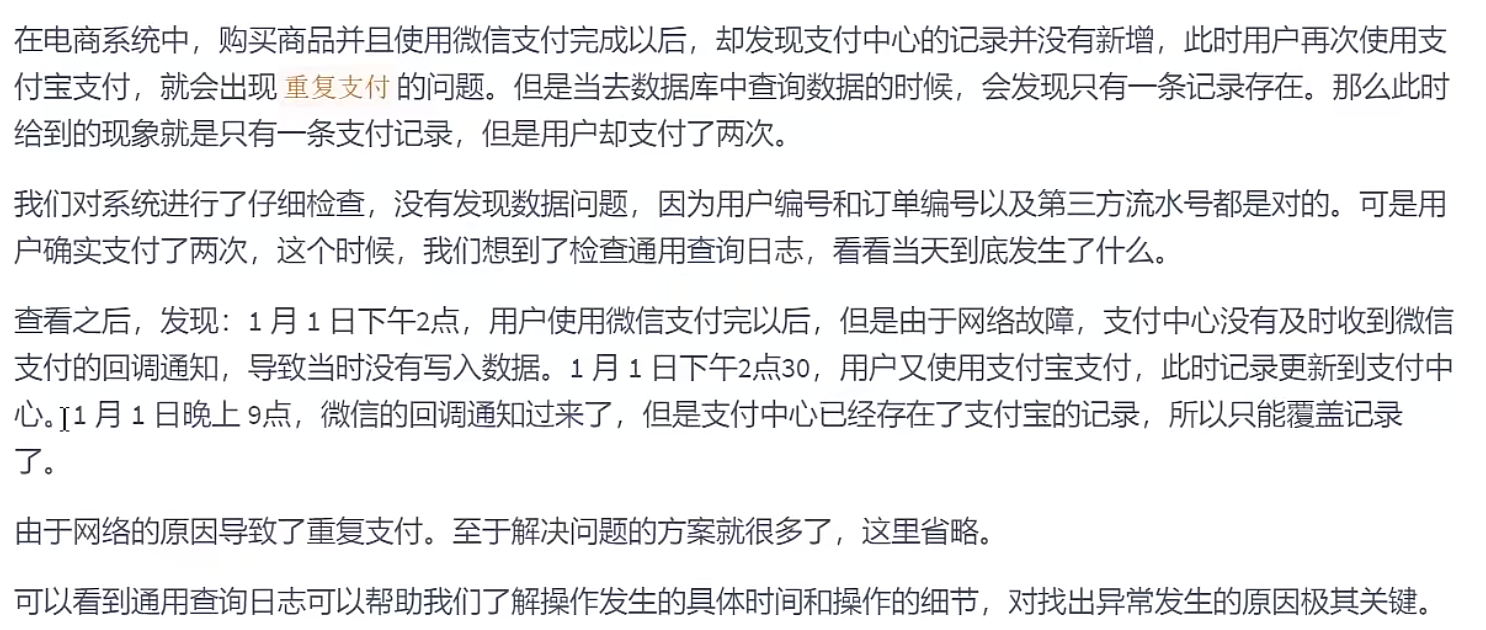 在电商系统中，购买商品并且使用微信支付完成以后，却发现支付中心的记录并没有新增，此时用户再次使用支
付宝支付，就会出现 重复支付 的问题。但是当去数据库中查询数据的时候，会发现只有一条记录存在。那么此时
给到的现象就是只有一条支付记录，但是用户却支付了两次。
我们对系统进行了仔细检查，没有发现数据问题，因为用户编号和订单编号以及第三方流水号都是对的。可是用
户确实支付了两次，这个时候，我们想到了检查通用查询日志，看看当天到底发生了什么。
查看之后，发现：1 月 1 日下午2点，用户使用微信支付完以后，但是由于网络故障，支付中心没有及时收到微信
支付的回调通知，导致当时没有写入数据。1 月 1 日下午2点30，用户又使用支付宝支付，此时记录更新到支付中
心。1 月 1 日晚上 9点，微信的回调通知过来了，但是支付中心已经存在了支付宝的记录，所以只能覆盖记录
了。
由于网络的原因导致了重复支付。至于解决问题的方案就很多了，这里省略。
可以看到通用查询日志可以帮助我们了解操作发生的具体时间和操作的细节，对找出异常发生的原因极其关键。